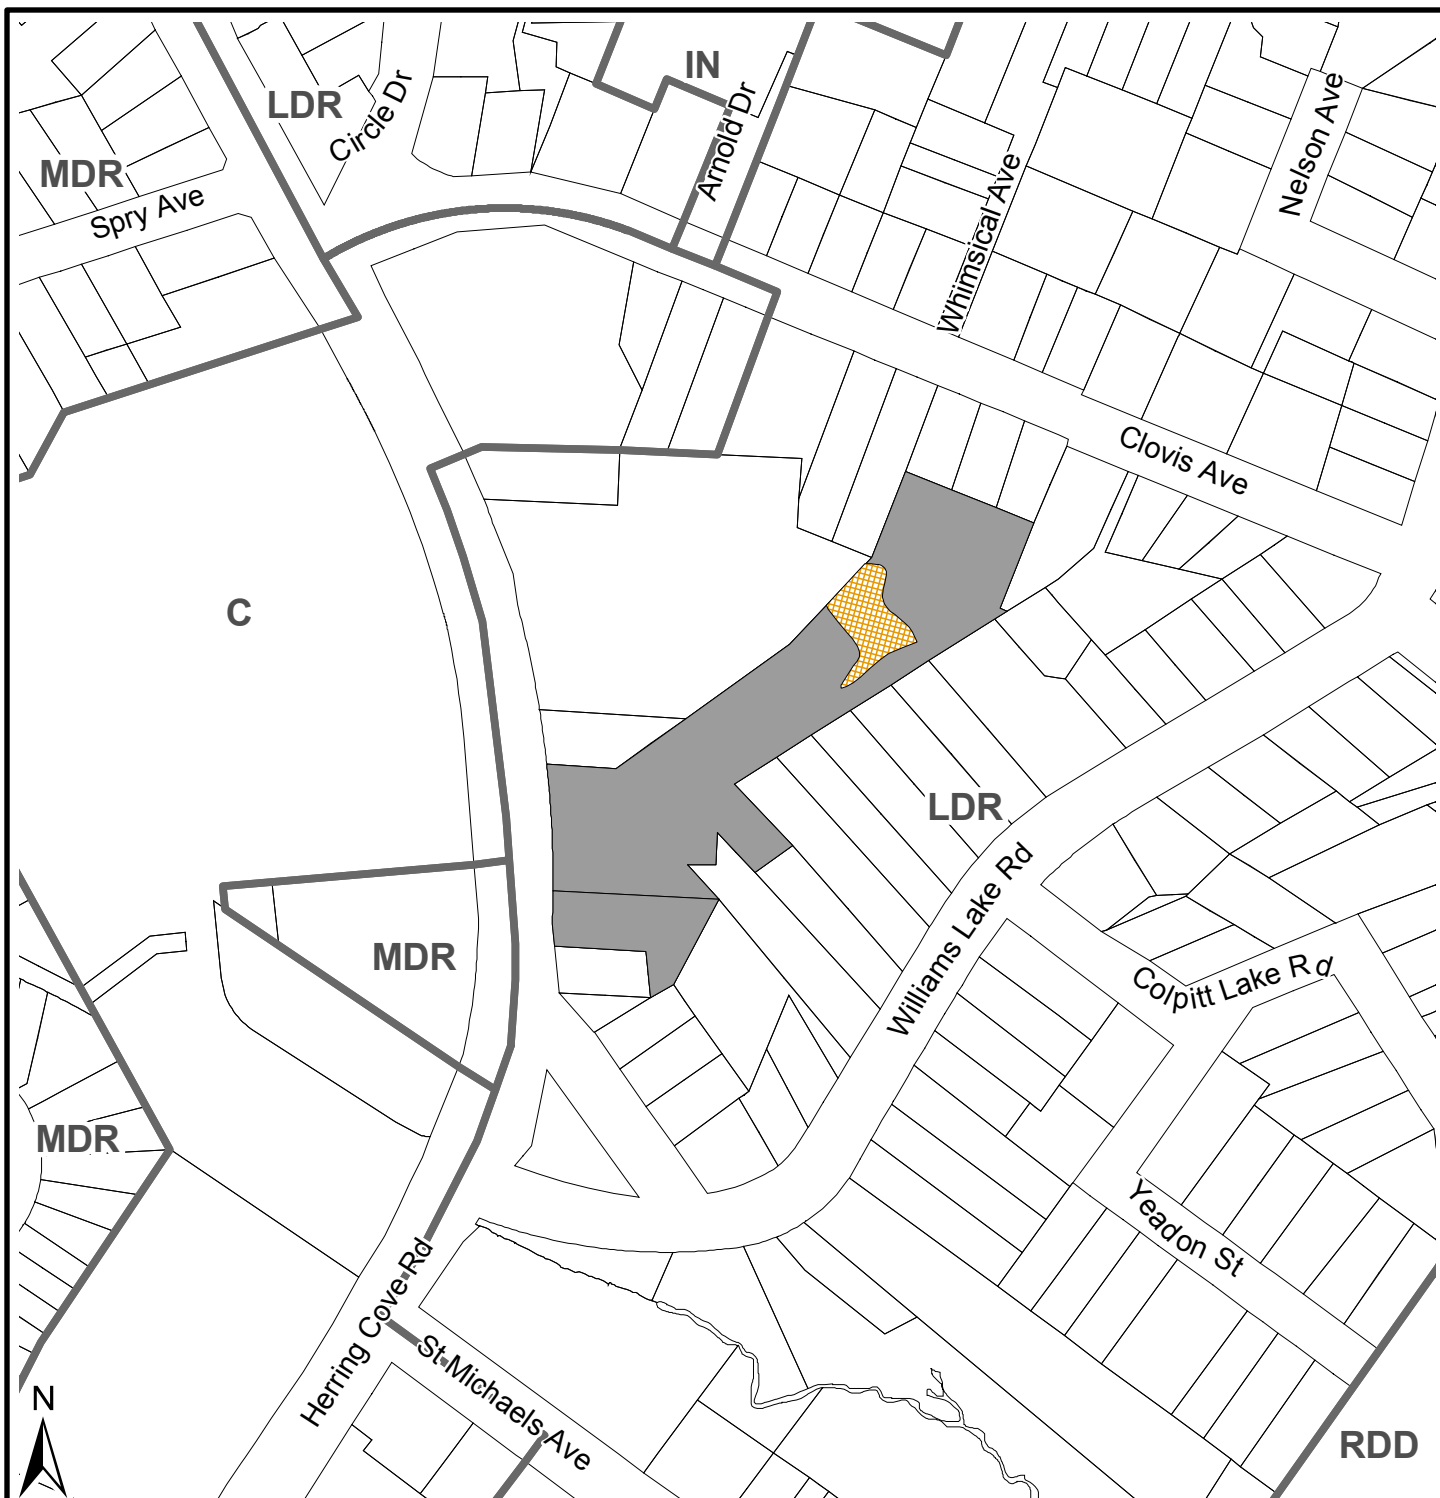 IN
LDR
Circle Dr
Arnold Dr
Nelson Ave
MDR
Spry Ave
Whimsical Ave
Clovis Ave
C
LDR
Williams Lake Rd
MDR
Colpitt Lake Rd
MDR
Yeadon St
Herring Cove Rd
St Michaels Ave
N
RDD